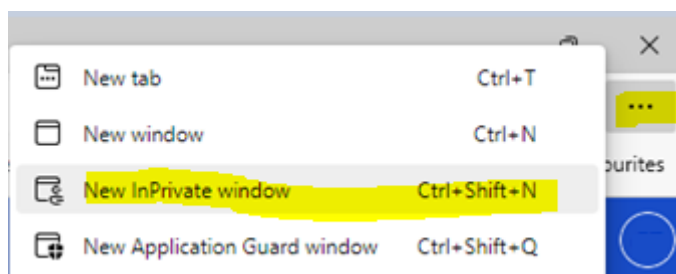 New tab Ctrl+T
New window Ctrl+N
ourites
New InPrivate window Ctrl+Shift+N
New Application Guard window Ctrl+Shift+Q